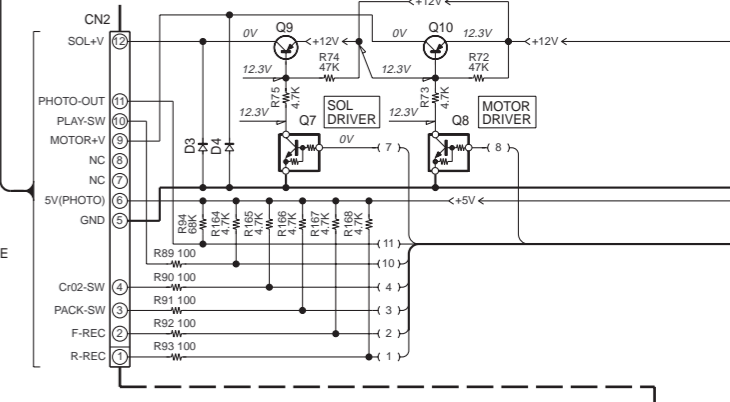 <+12V
CN2
Q9
Q10
SOL+V 12
0V
<+12V
0V
12.3V
<+12V
12.3V
R74
47K
12.3V
R72
47K
PHOTO-OUT 11
R75
4.7K
SOL
DRIVER
R73
4.7K
MOTOR
DRIVER
PLAY-SW 10
12.3V
Q7
12.3V
Q8
MOTOR+V 9
D3
D4
0V
7
8
NC 8
NC 7
5V(PHOTO) 6
<+5V
GND 5
R94
68K
R164
4.7K
R165
4.7K
R166
4.7K
R167
4.7K
R168
4.7K
11
E
R89 100
10
R90 100
Cr02-SW 4
4
R91 100
PACK-SW 3
3
R92 100
F-REC 2
2
R93 100
R-REC 1
1